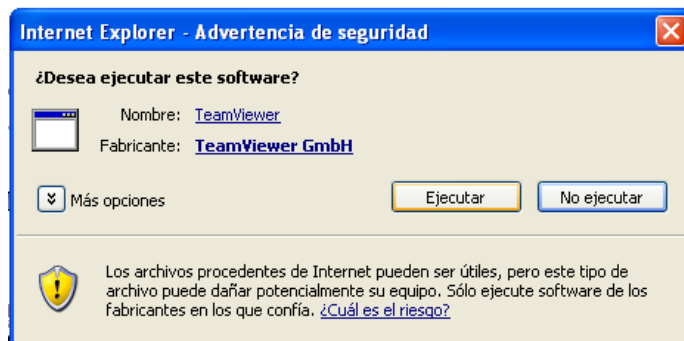 Internet Explorer - Advertencia de seguridad
¿Desea ejecutar este software?
Nombre: TeamViewer
Fabricante: TeamViewer GmbH
Más opciones Ejecutar No ejecutar
Los archivos procedentes de Internet pueden ser útiles, pero este tipo de
archivo puede dañar potencialmente su equipo. Sólo ejecute software de los
fabricantes en los que confía. ¿Cuál es el riesgo?